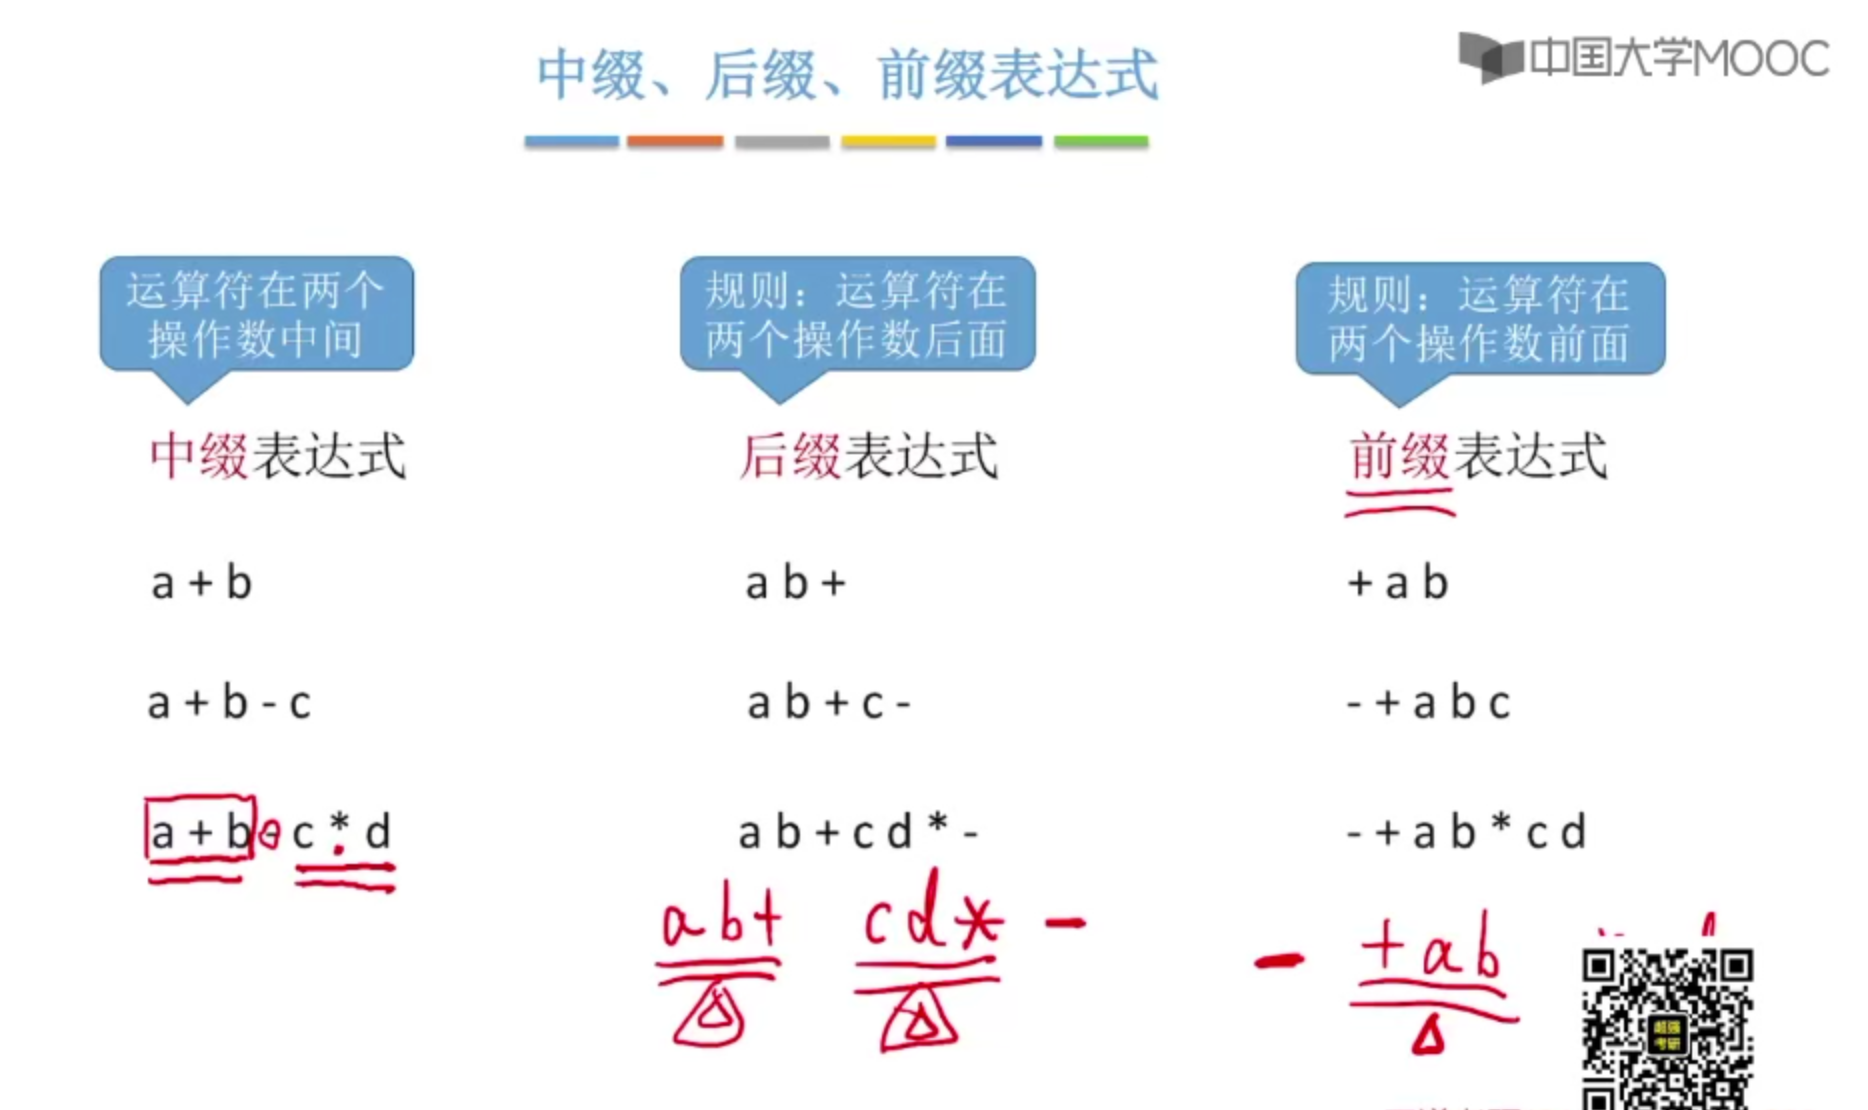 中缀、后缀、前缀表达式
中国大学MOOC
运算符在两个
操作数中间
规则：运算符在
两个操作数后面
规则：运算符在
两个操作数前面
中缀表达式
后缀表达式
前缀表达式
a + b
a b +
+ a b
a + b - c
a b + c -
- + a b c
a + b - c * d
a b + c d * -
- + a b * c d
a b + c d * -
- + a b